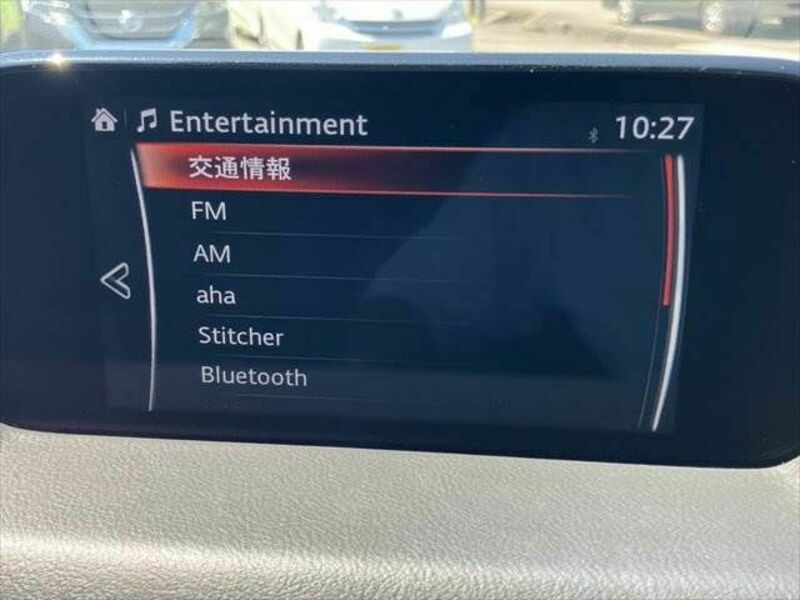 Entertainment
10:27
交通情報
FM
AM
aha
Stitcher
Bluetooth